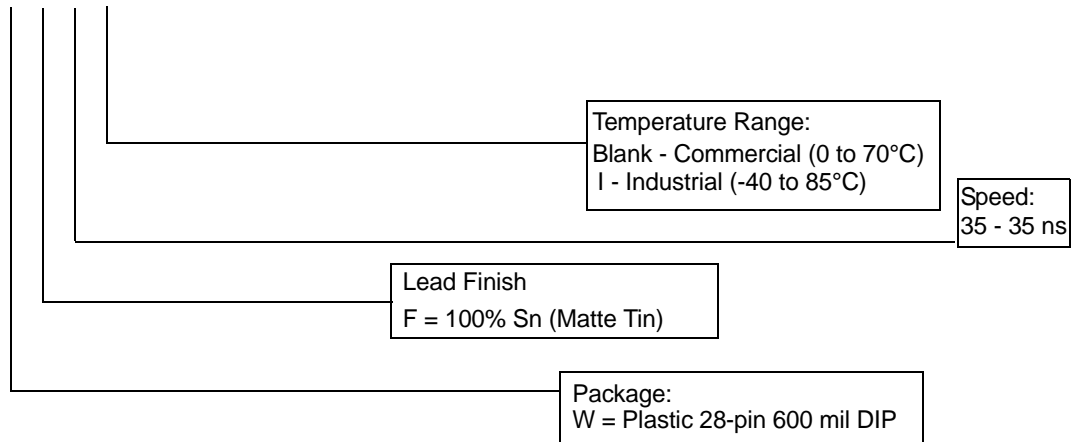 Temperature Range:
Blank - Commercial (0 to 70°C)
I - Industrial (-40 to 85°C)
Speed:
35 - 35 ns
Lead Finish
F = 100% Sn (Matte Tin)
Package:
W = Plastic 28-pin 600 mil DIP